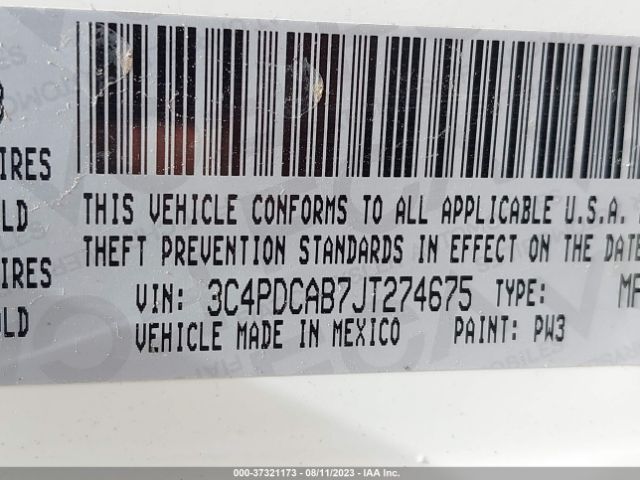 IRES
LD
IRES
OLD
THIS VEHICLE CONFORMS TO ALL APPLICABLE U.S.A.
THEFT PREVENTION STANDARDS IN EFFECT ON THE DATE
VIN: 3C4PDCAB7JT274675 TYPE: MP
VEHICLE MADE IN MEXICO PAINT: PW3
000-37321173 - 08/11/2023 - IAA Inc.